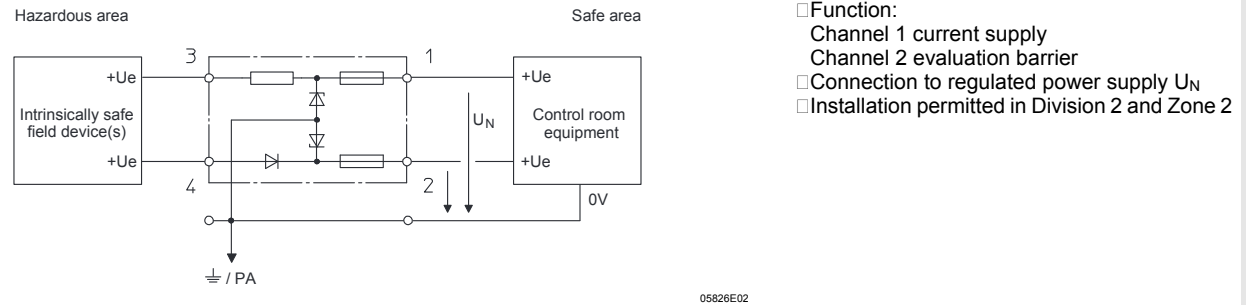 Hazardous area
Safe area
3
1
+Ue
+Ue
Intrinsically safe
field device(s)
UN
Control room
equipment
+Ue
+Ue
4
2
0V
/ PA
05826E02
Function:
Channel 1 current supply
Channel 2 evaluation barrier
Connection to regulated power supply UN
Installation permitted in Division 2 and Zone 2